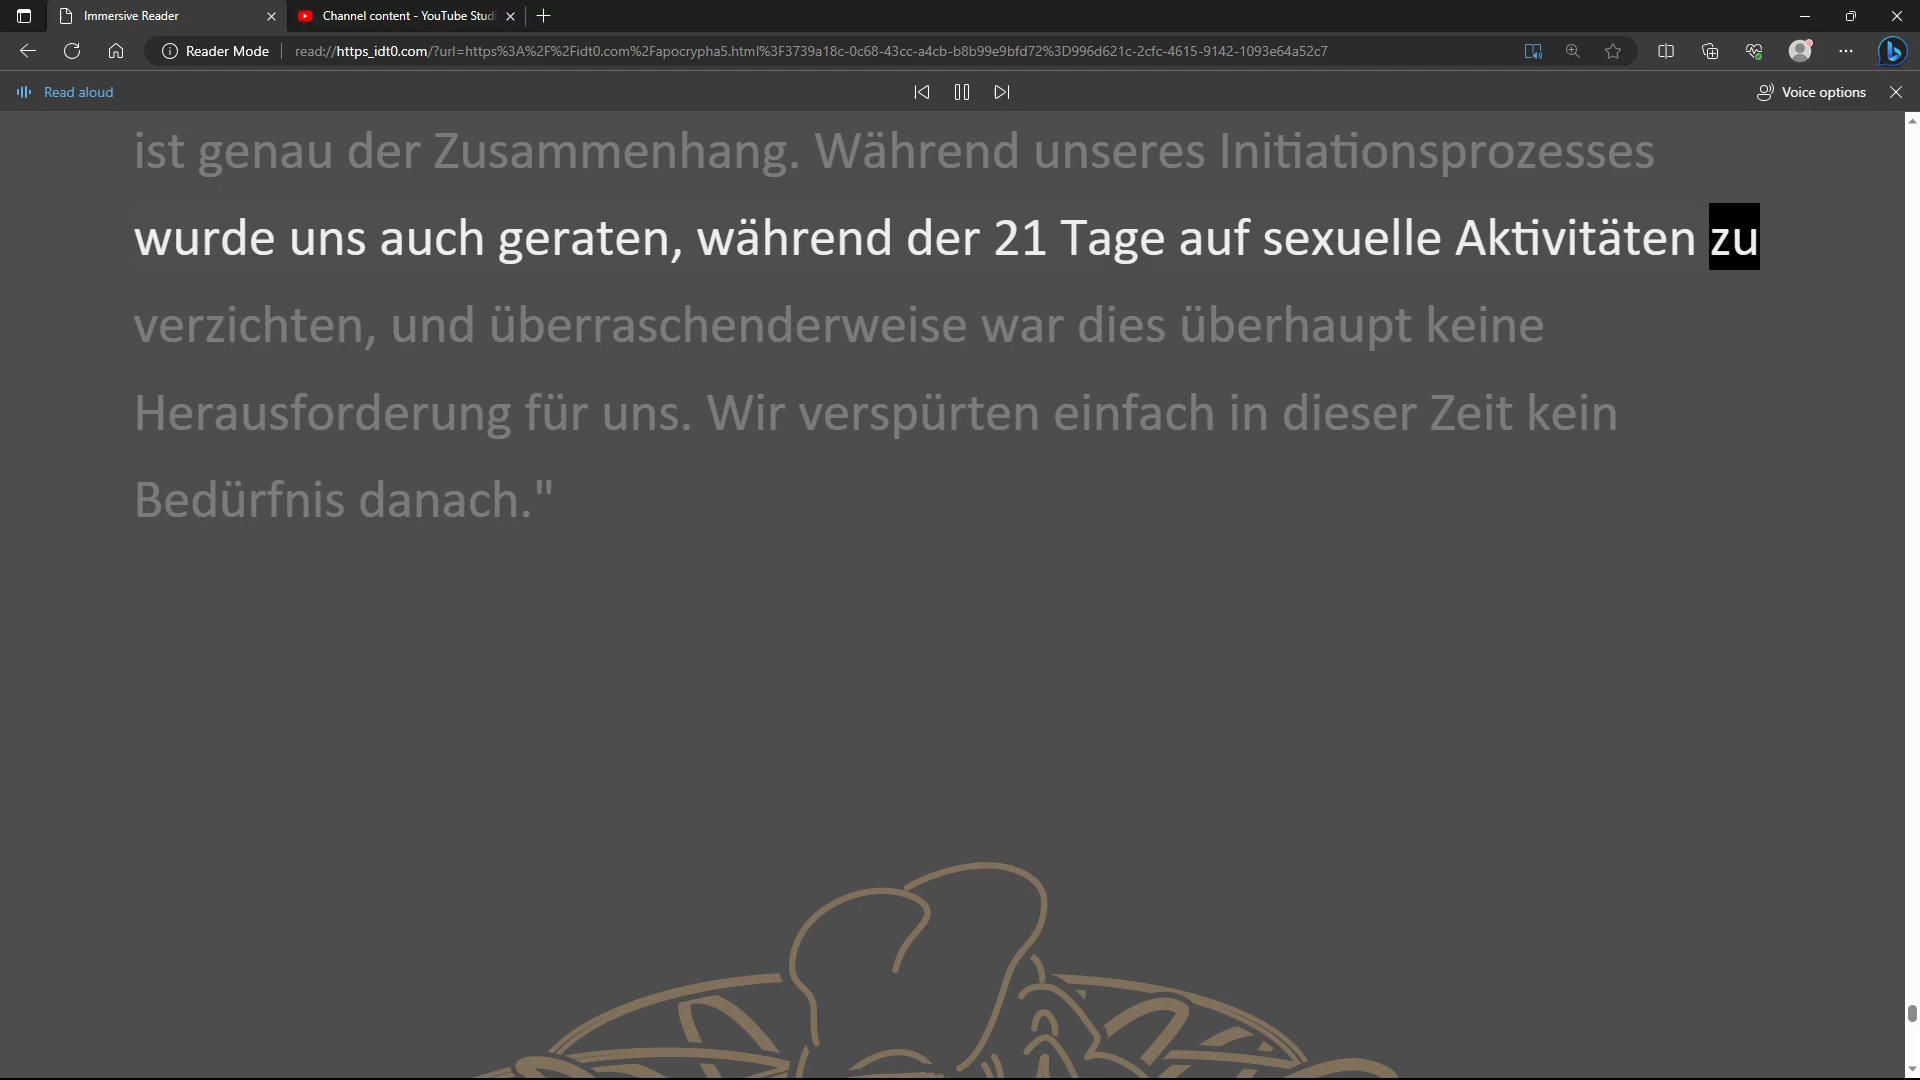 Immersive Reader
Channel content - YouTube Studi
Reader Mode
read://https_idt0.com/?url=https%3A%2F%2Fidt0.com%2Fapocrypha5.html%3F3739a18c-0c68-43cc-a4cb-b8b99e9bfd72%3D996d621c-2cfc-4615-9142-1093e64a52c7
Read aloud
Voice options
ist genau der Zusammenhang. Während unseres Initiationsprozesses
wurde uns auch geraten, während der 21 Tage auf sexuelle Aktivitäten zu
verzichten, und überraschenderweise war dies überhaupt keine
Herausforderung für uns. Wir verspürten einfach in dieser Zeit kein
Bedürfnis danach."